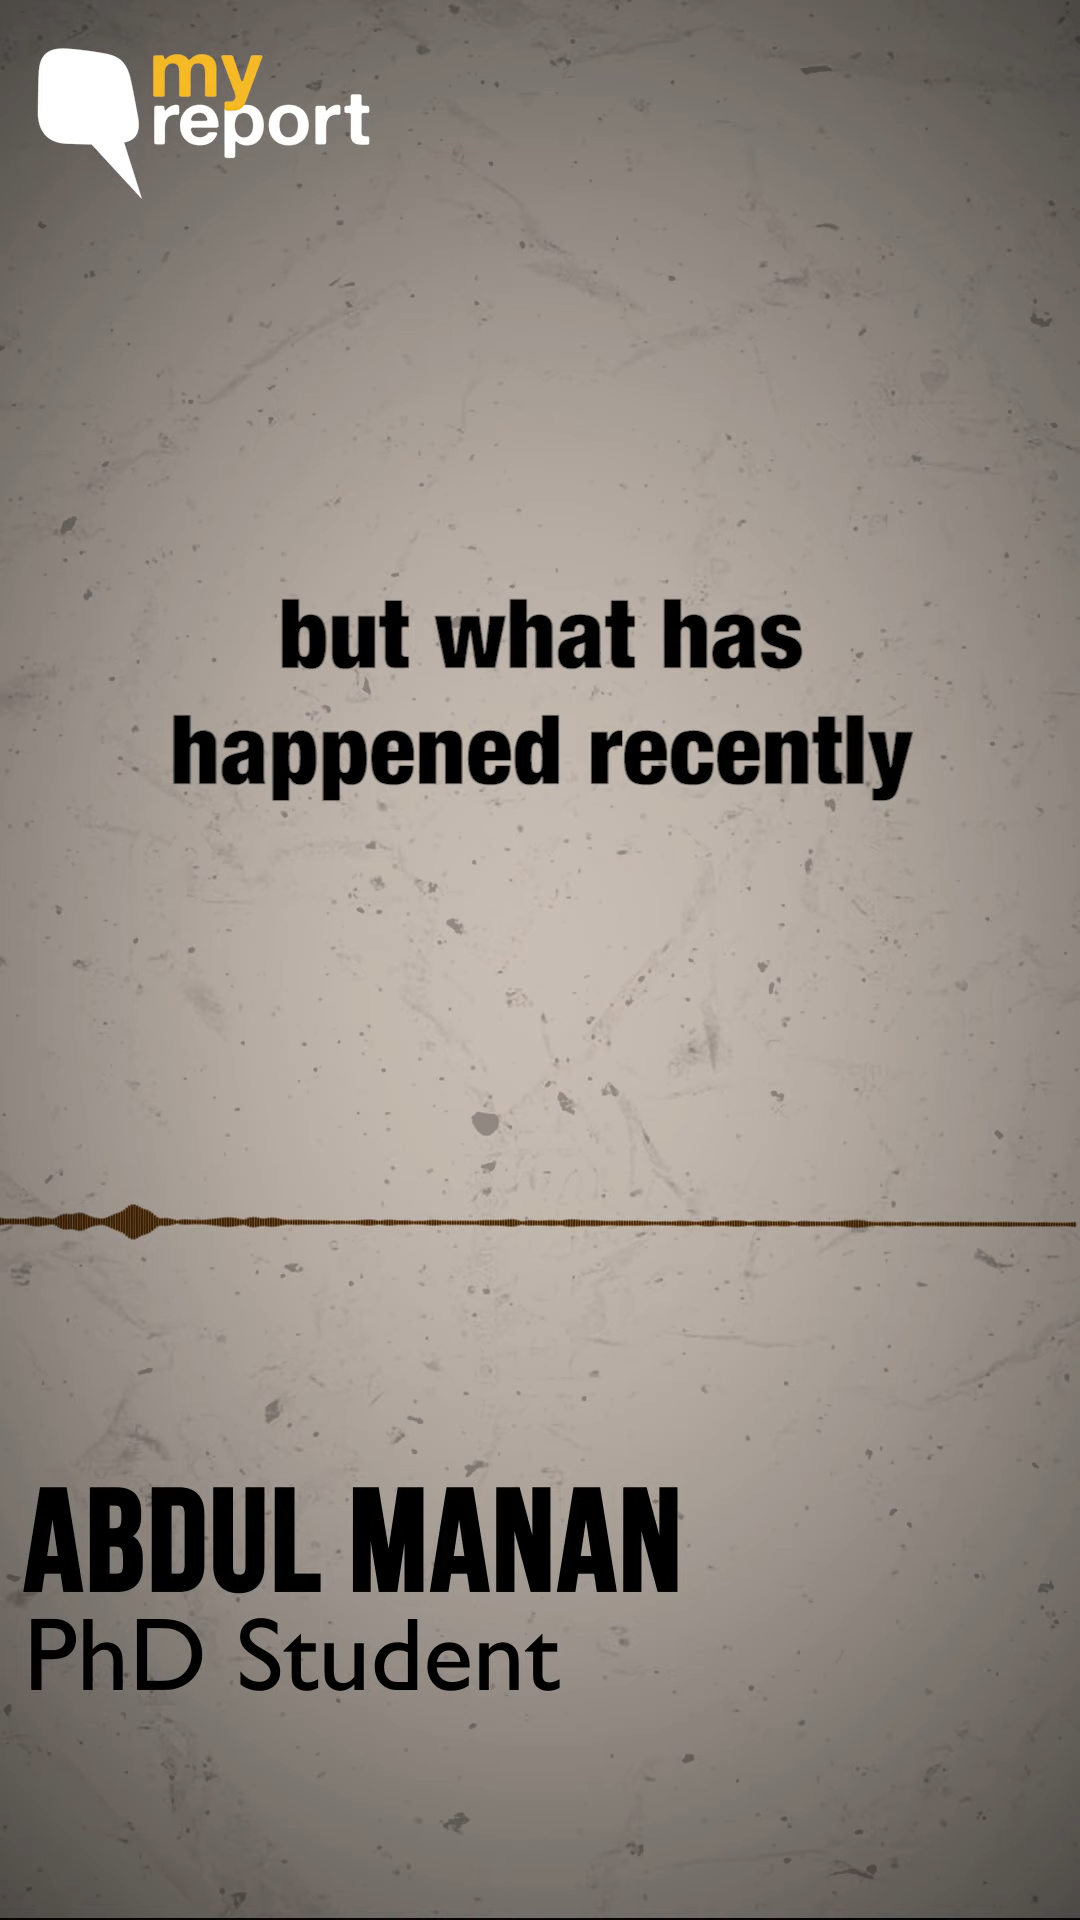 my
report
but what has
happened recently
ABDUL MANAN
PhD Student